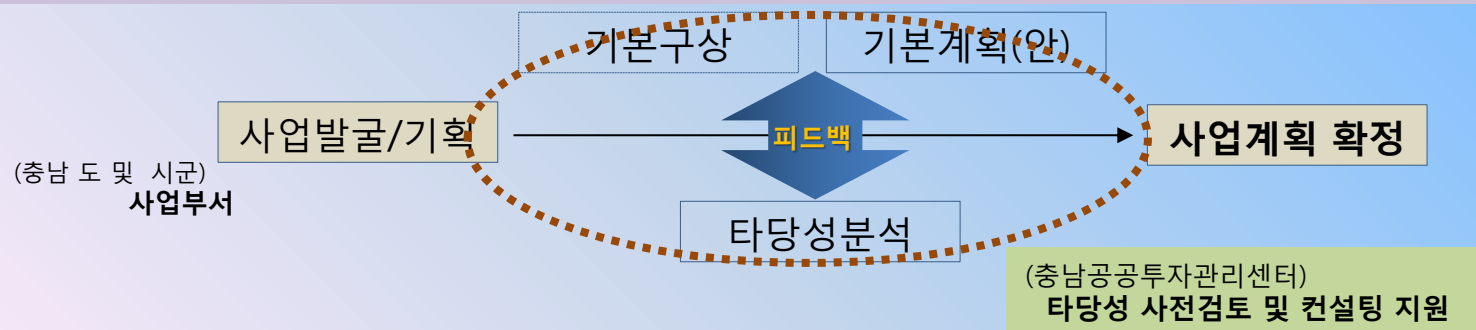 기본구상
기본계획(안)
사업발굴/기획
피드백
사업계획 확정
(충남 도 및 시군)
사업부서
타당성분석
(충남공공투자관리센터)
타당성 사전검토 및 컨설팅 지원